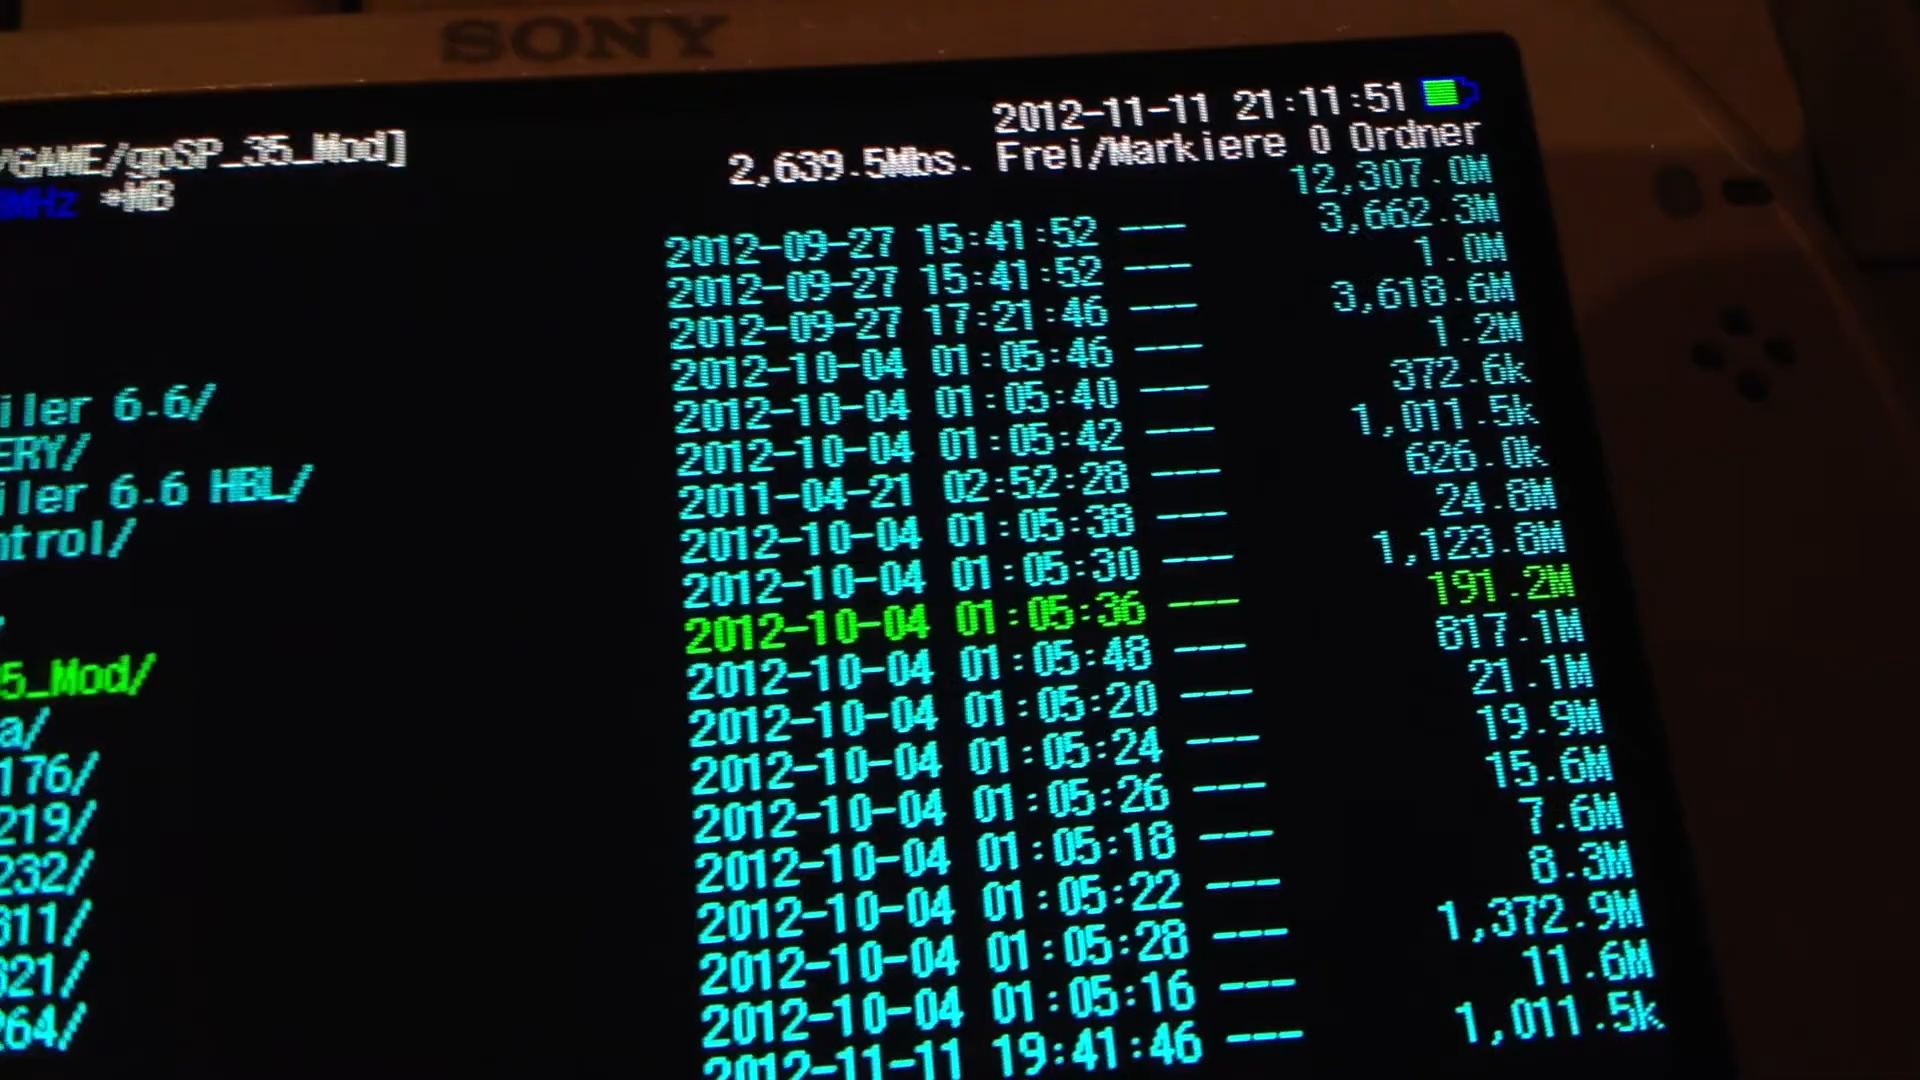 SONY
/GAME/gpSP_35_Mod] 2012-11-11 21:11:51
MHz *MB 2,639.5Mbs. Frei/Markiere 0 Ordner
12,307.0M
2012-09-27 15:41:52 --- 3,662.3M
2012-09-27 15:41:52 --- 1.0M
2012-09-27 17:21:46 --- 3,618.6M
iler 6.6/ 2012-10-04 01:05:46 --- 1.2M
ERY/ 2012-10-04 01:05:40 --- 372.6k
iler 6.6 HBL/ 2012-10-04 01:05:42 --- 1,011.5k
ntrol/ 2011-04-21 02:52:28 --- 626.0k
2012-10-04 01:05:38 --- 24.8M
2012-10-04 01:05:30 --- 1,123.8M
5_Mod/ 2012-10-04 01:05:36 --- 191.2M
a/ 2012-10-04 01:05:48 --- 817.1M
176/ 2012-10-04 01:05:20 --- 21.1M
219/ 2012-10-04 01:05:24 --- 19.9M
232/ 2012-10-04 01:05:26 --- 15.6M
311/ 2012-10-04 01:05:18 --- 7.6M
321/ 2012-10-04 01:05:22 --- 8.3M
264/ 2012-10-04 01:05:28 --- 1,372.9M
2012-10-04 01:05:16 --- 11.6M
2012-11-11 19:41:46 --- 1,011.5k